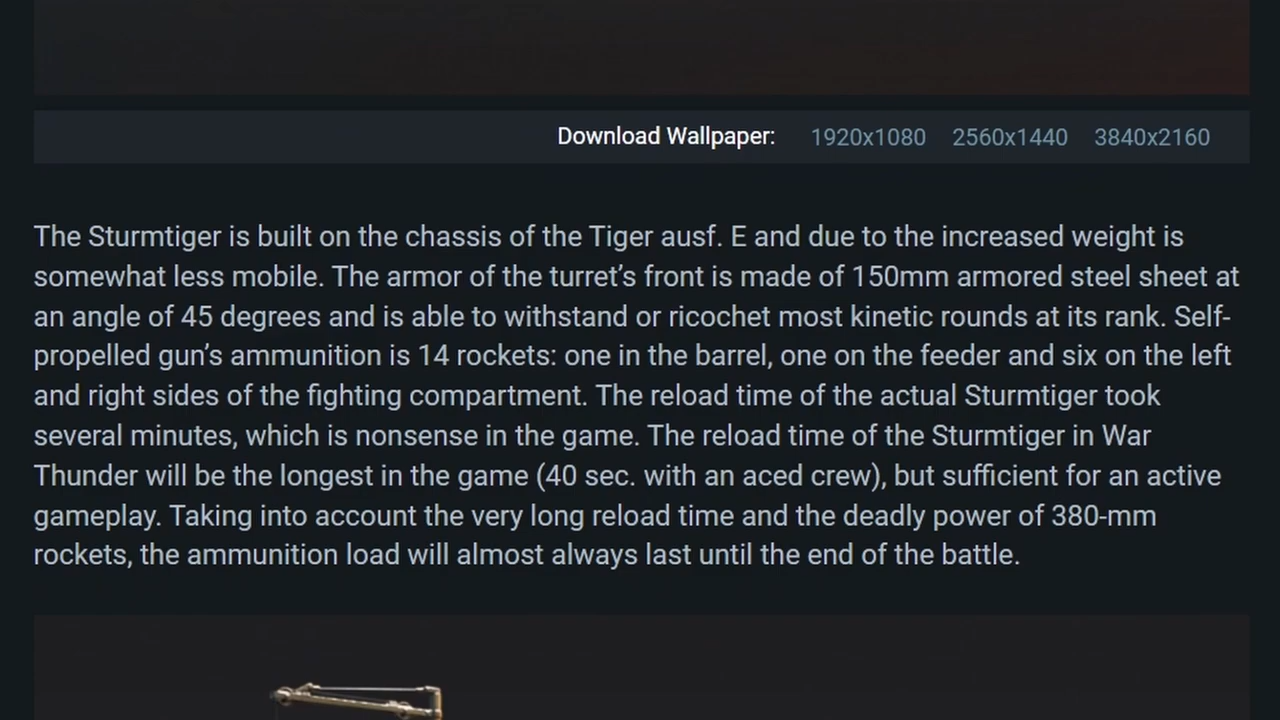 Download Wallpaper: 1920x1080 2560x1440 3840x2160
The Sturmtiger is built on the chassis of the Tiger ausf. E and due to the increased weight is
somewhat less mobile. The armor of the turret’s front is made of 150mm armored steel sheet at
an angle of 45 degrees and is able to withstand or ricochet most kinetic rounds at its rank. Self-
propelled gun’s ammunition is 14 rockets: one in the barrel, one on the feeder and six on the left
and right sides of the fighting compartment. The reload time of the actual Sturmtiger took
several minutes, which is nonsense in the game. The reload time of the Sturmtiger in War
Thunder will be the longest in the game (40 sec. with an aced crew), but sufficient for an active
gameplay. Taking into account the very long reload time and the deadly power of 380-mm
rockets, the ammunition load will almost always last until the end of the battle.